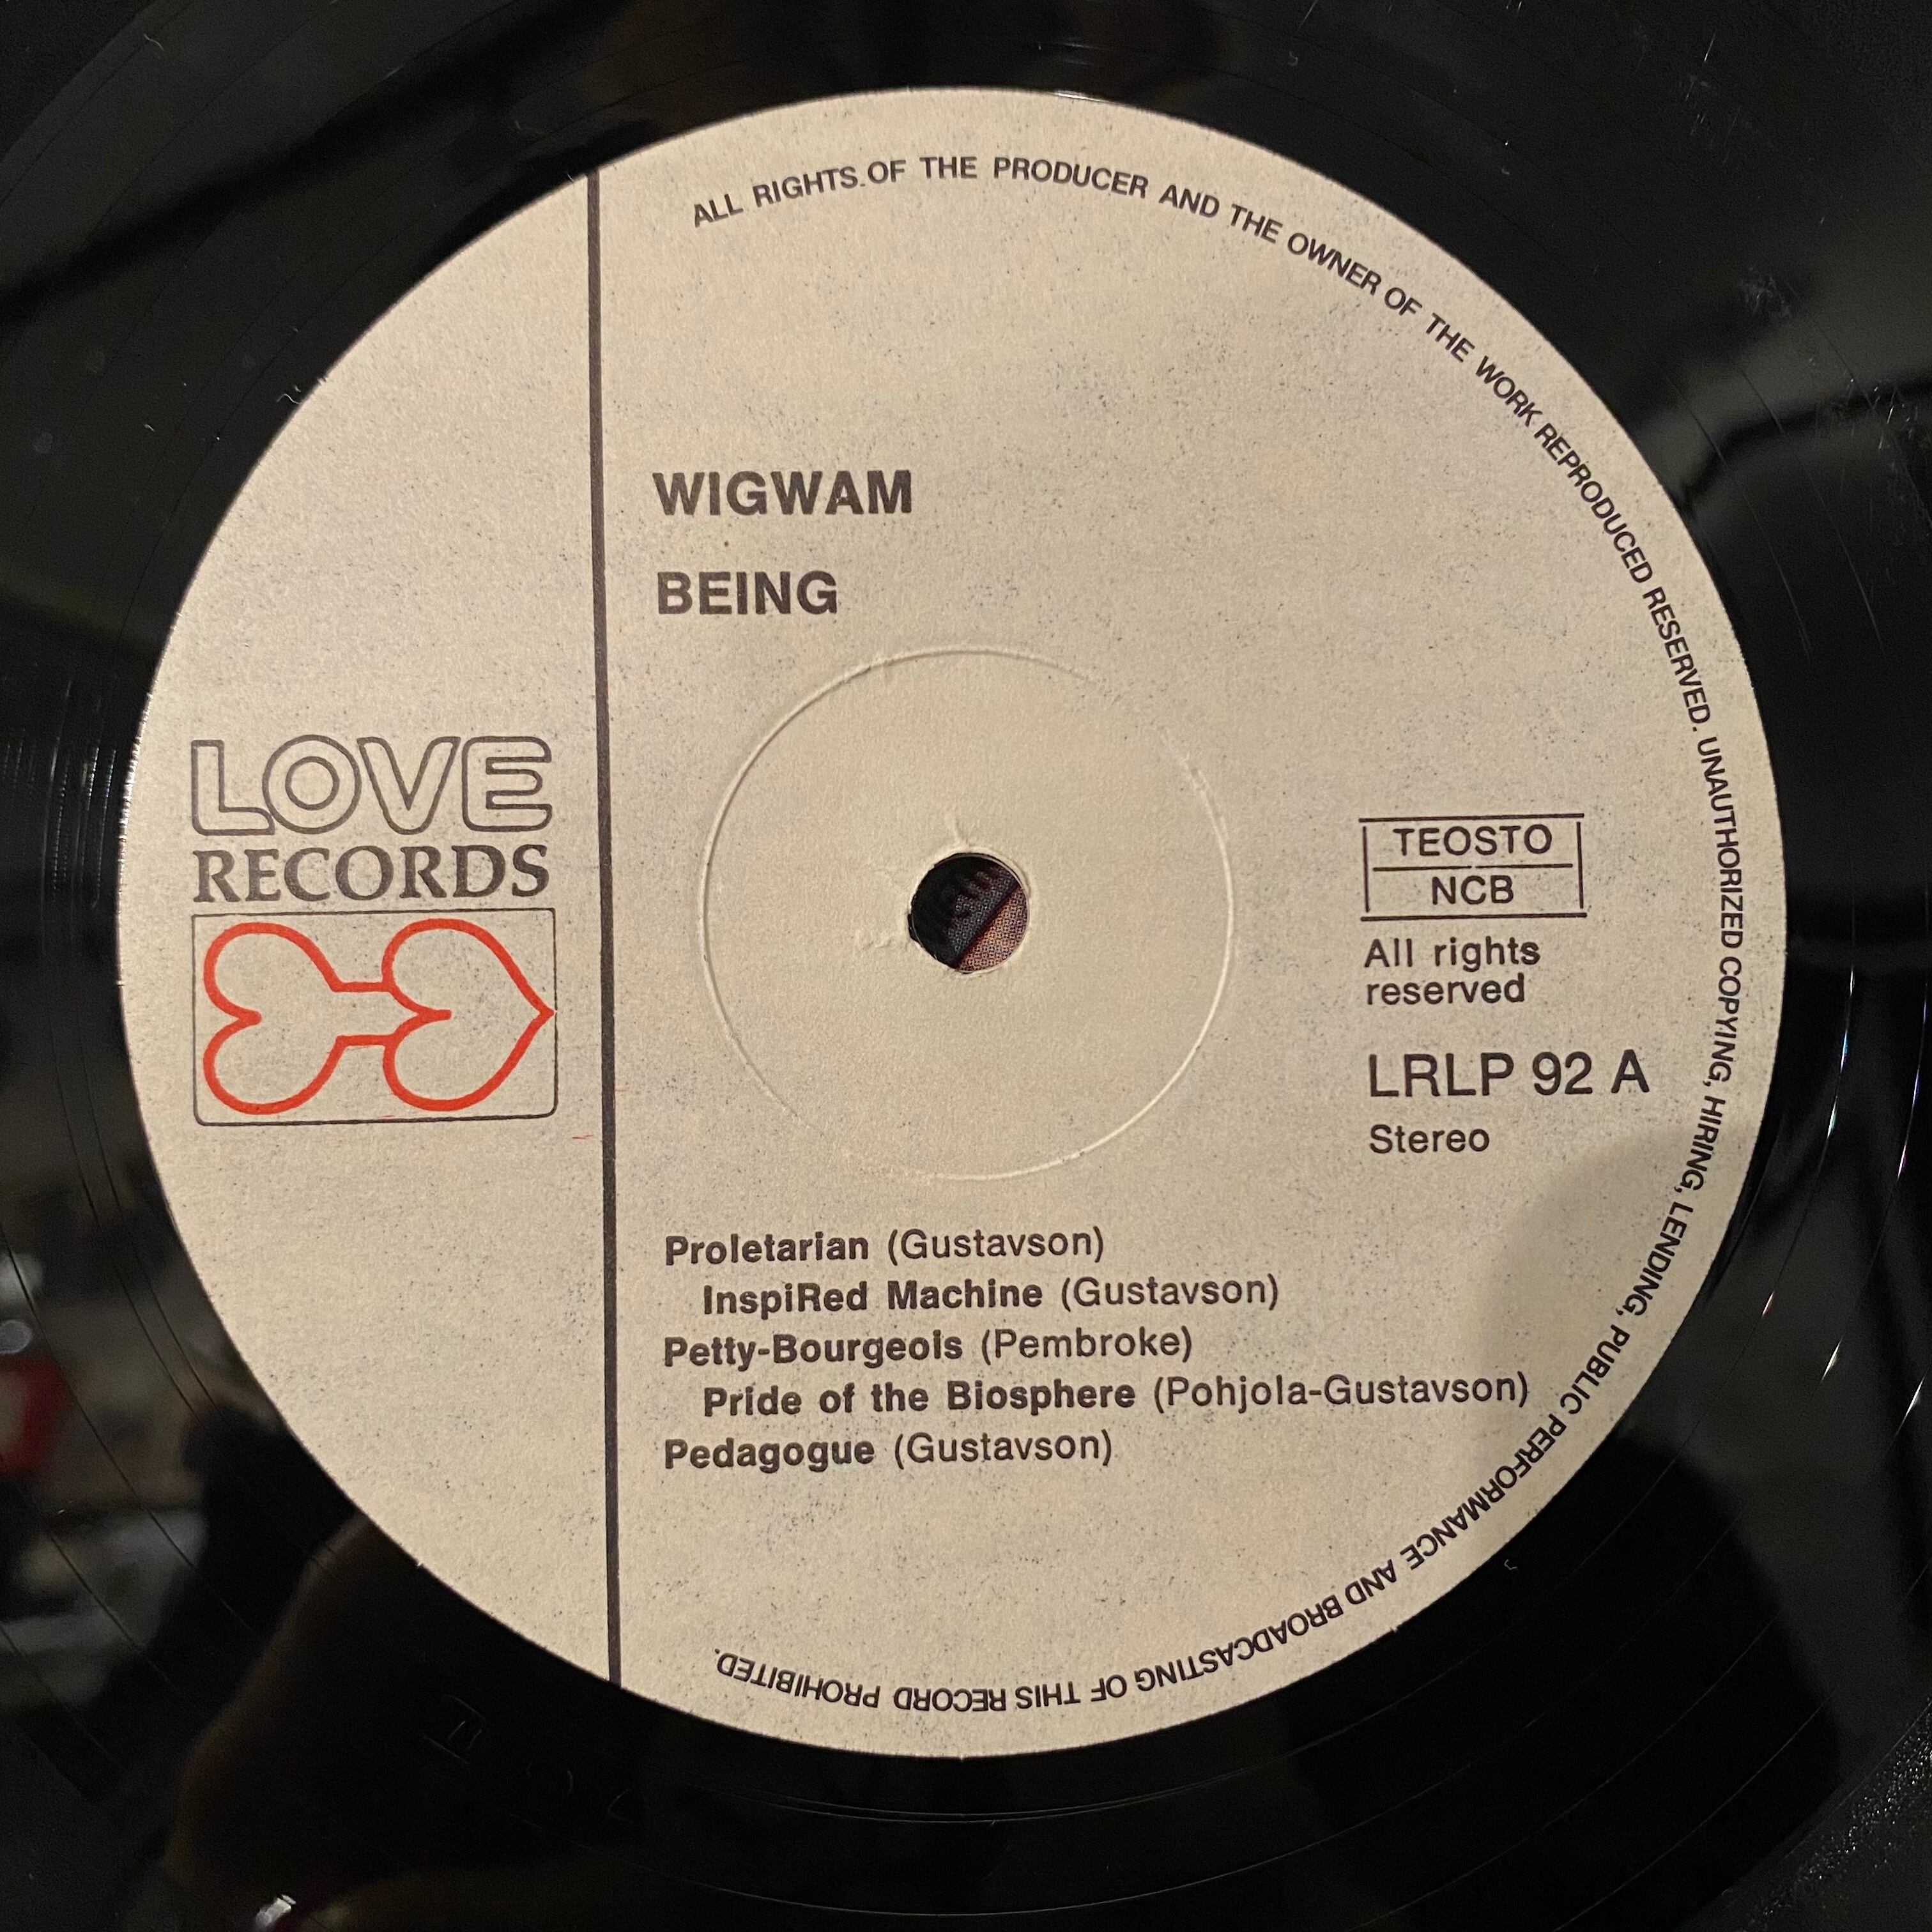 ALL RIGHTS OF THE PRODUCER AND THE OWNER OF THE WORK REPRODUCED RESERVED. UNAUTHORIZED COPYING, HIRING, LENDING, PUBLIC PERFORMANCE AND BROADCASTING OF THIS RECORD PROHIBITED.
WIGWAM
BEING
LOVE
RECORDS
TEOSTO
NCB
All rights
reserved
LRLP 92 A
Stereo
Proletarian (Gustavson)
InspiRed Machine (Gustavson)
Petty-Bourgeois (Pembroke)
Pride of the Biosphere (Pohjola-Gustavson)
Pedagogue (Gustavson)